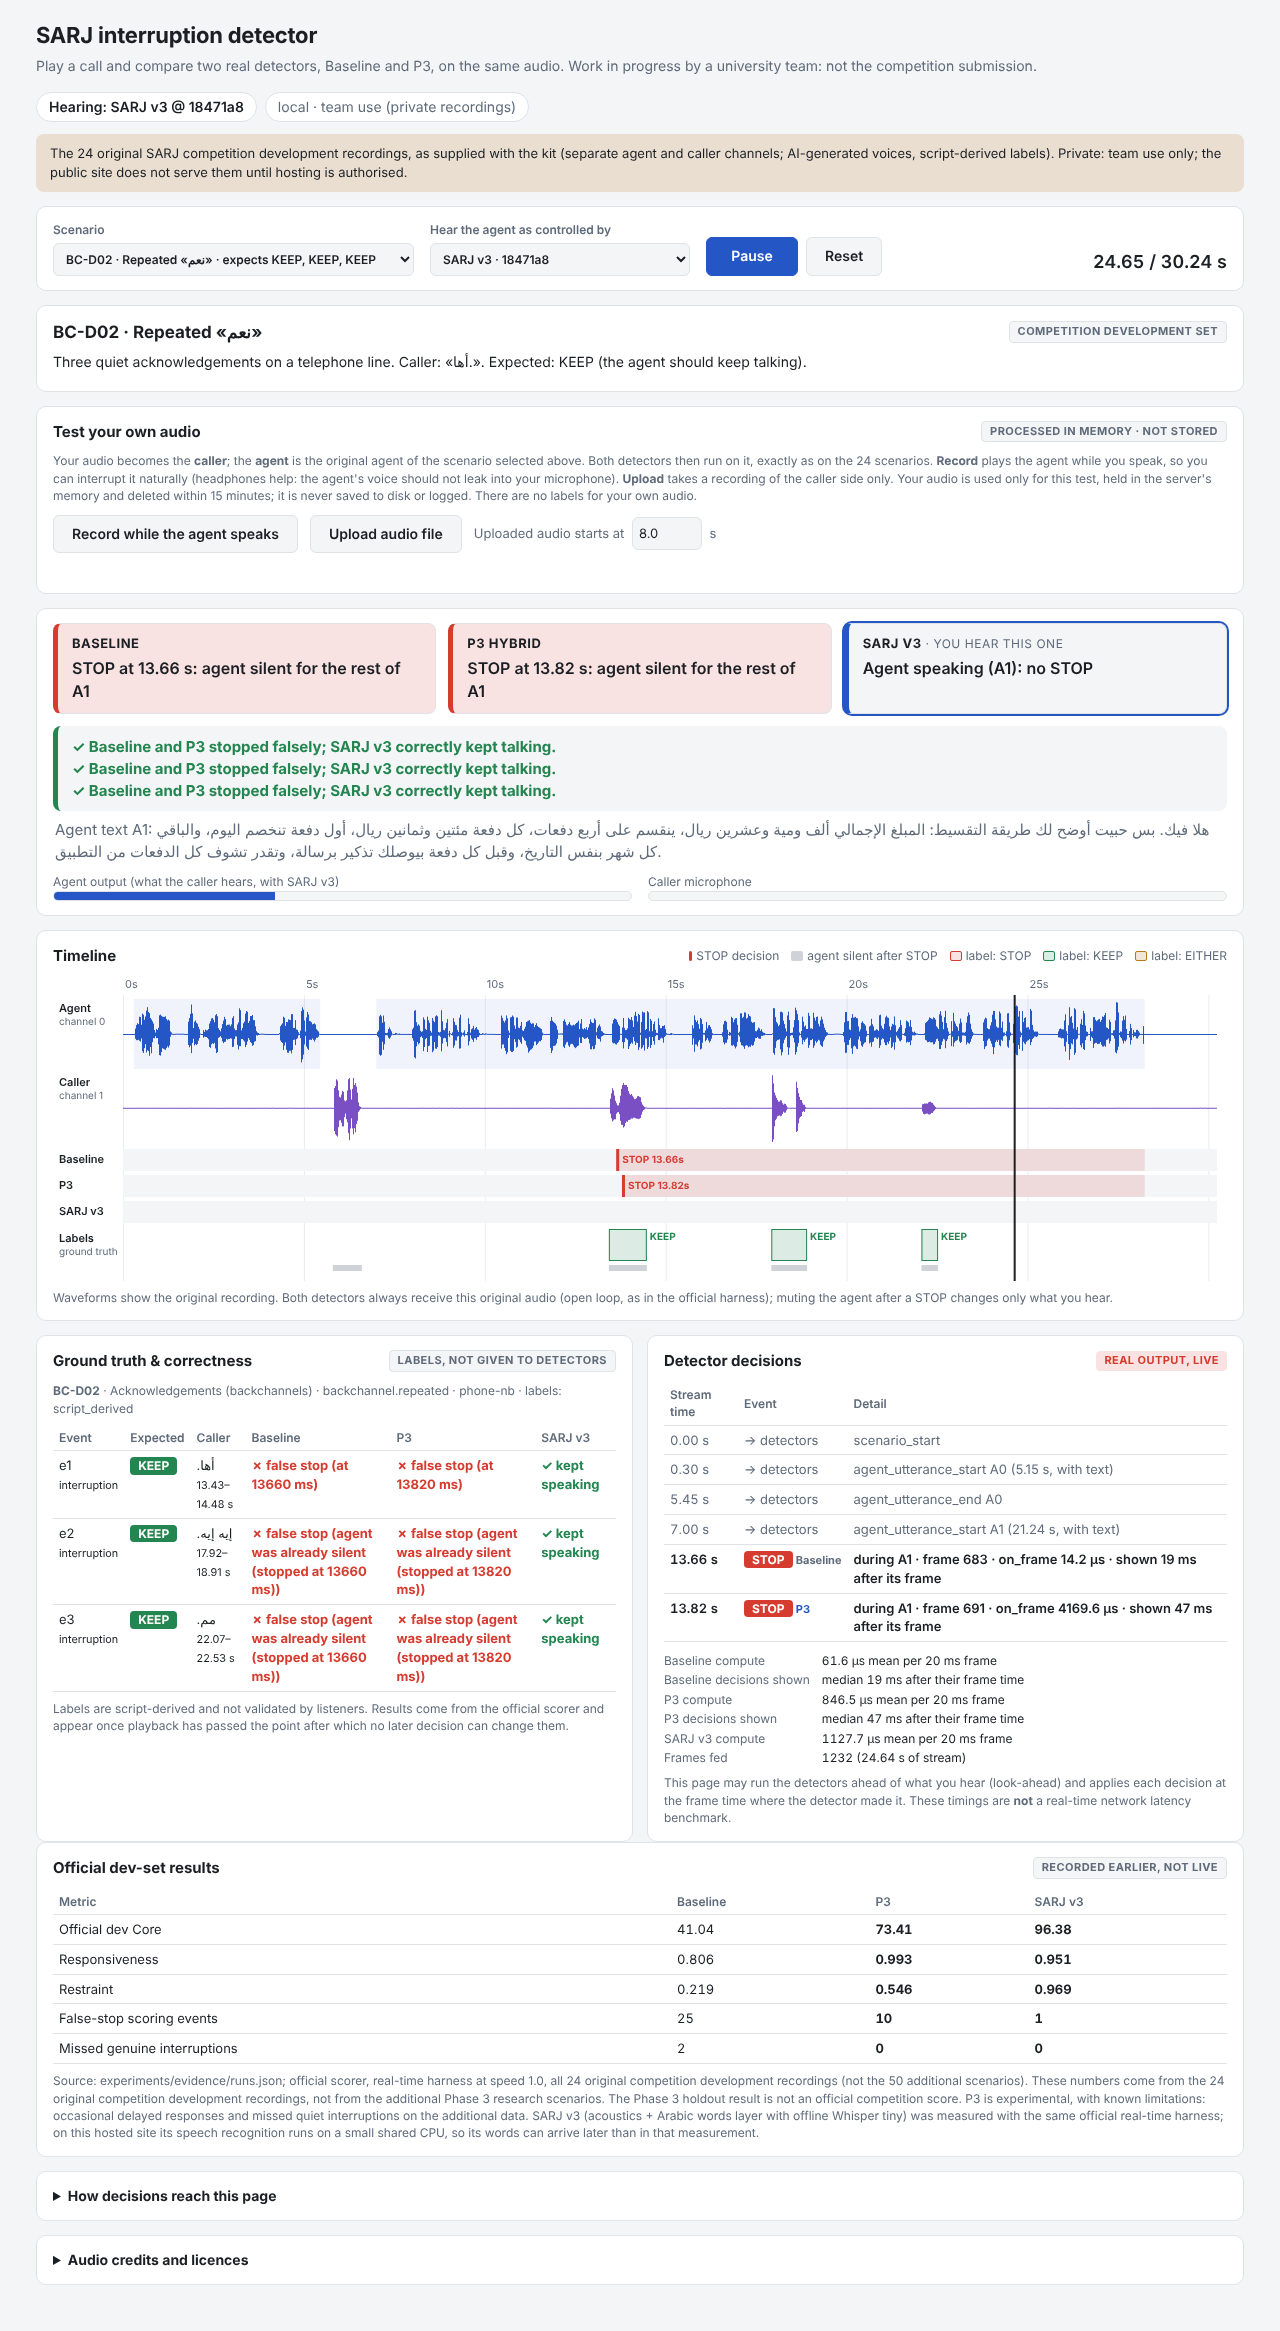 SARJ interruption detector
Play a call and compare two real detectors, Baseline and P3, on the same audio. Work in progress by a university team: not the competition submission.
Hearing: SARJ v3 @ 18471a8
local · team use (private recordings)
The 24 original SARJ competition development recordings, as supplied with the kit (separate agent and caller channels; AI-generated voices, script-derived labels). Private: team use only; the
public site does not serve them until hosting is authorised.
Scenario
Hear the agent as controlled by
BC-D02 · Repeated «نعم» · expects KEEP, KEEP, KEEP
SARJ v3 · 18471a8
Pause
Reset
24.65 / 30.24 s
BC-D02 · Repeated «نعم»
COMPETITION DEVELOPMENT SET
Three quiet acknowledgements on a telephone line. Caller: «أها.». Expected: KEEP (the agent should keep talking).
Test your own audio
PROCESSED IN MEMORY · NOT STORED
Your audio becomes the caller; the agent is the original agent of the scenario selected above. Both detectors then run on it, exactly as on the 24 scenarios. Record plays the agent while you speak, so you
can interrupt it naturally (headphones help: the agent's voice should not leak into your microphone). Upload takes a recording of the caller side only. Your audio is used only for this test, held in the server's
memory and deleted within 15 minutes; it is never saved to disk or logged. There are no labels for your own audio.
Record while the agent speaks
Upload audio file
Uploaded audio starts at 8.0 s
BASELINE
STOP at 13.66 s: agent silent for the rest of
A1
P3 HYBRID
STOP at 13.82 s: agent silent for the rest of
A1
SARJ V3 · YOU HEAR THIS ONE
Agent speaking (A1): no STOP
✓ Baseline and P3 stopped falsely; SARJ v3 correctly kept talking.
✓ Baseline and P3 stopped falsely; SARJ v3 correctly kept talking.
✓ Baseline and P3 stopped falsely; SARJ v3 correctly kept talking.
Agent text A1: هلا فيك. بس حبيت أوضح لك طريقة التقسيط: المبلغ الإجمالي ألف ومية وعشرين ريال، ينقسم على أربع دفعات، كل دفعة مئتين وثمانين ريال، أول دفعة تنخصم اليوم، والباقي
كل شهر بنفس التاريخ، وقبل كل دفعة بيوصلك تذكير برسالة، وتقدر تشوف كل الدفعات من التطبيق.
Agent output (what the caller hears, with SARJ v3)
Caller microphone
Timeline
STOP decision
agent silent after STOP
label: STOP
label: KEEP
label: EITHER
0s
5s
10s
15s
20s
25s
Agent
channel 0
Caller
channel 1
Baseline
STOP 13.66s
P3
STOP 13.82s
SARJ v3
Labels
ground truth
KEEP
KEEP
KEEP
Waveforms show the original recording. Both detectors always receive this original audio (open loop, as in the official harness); muting the agent after a STOP changes only what you hear.
Ground truth & correctness
LABELS, NOT GIVEN TO DETECTORS
BC-D02 · Acknowledgements (backchannels) · backchannel.repeated · phone-nb · labels:
script_derived
Event Expected Caller Baseline P3 SARJ v3
e1 KEEP أها. ✗ false stop (at ✗ false stop (at ✓ kept
interruption 13.43– 13660 ms) 13820 ms) speaking
14.48 s
e2 KEEP إيه إيه. ✗ false stop (agent ✗ false stop (agent ✓ kept
interruption 17.92– was already silent was already silent speaking
18.91 s (stopped at 13660 (stopped at 13820
ms)) ms))
e3 KEEP مم. ✗ false stop (agent ✗ false stop (agent ✓ kept
interruption 22.07– was already silent was already silent speaking
22.53 s (stopped at 13660 (stopped at 13820
ms)) ms))
Labels are script-derived and not validated by listeners. Results come from the official scorer and
appear once playback has passed the point after which no later decision can change them.
Detector decisions
REAL OUTPUT, LIVE
Stream
time Event Detail
0.00 s → detectors scenario_start
0.30 s → detectors agent_utterance_start A0 (5.15 s, with text)
5.45 s → detectors agent_utterance_end A0
7.00 s → detectors agent_utterance_start A1 (21.24 s, with text)
13.66 s STOP Baseline during A1 · frame 683 · on_frame 14.2 µs · shown 19 ms
after its frame
13.82 s STOP P3 during A1 · frame 691 · on_frame 4169.6 µs · shown 47 ms
after its frame
Baseline compute 61.6 µs mean per 20 ms frame
Baseline decisions shown median 19 ms after their frame time
P3 compute 846.5 µs mean per 20 ms frame
P3 decisions shown median 47 ms after their frame time
SARJ v3 compute 1127.7 µs mean per 20 ms frame
Frames fed 1232 (24.64 s of stream)
This page may run the detectors ahead of what you hear (look-ahead) and applies each decision at
the frame time where the detector made it. These timings are not a real-time network latency
benchmark.
Official dev-set results
RECORDED EARLIER, NOT LIVE
Metric Baseline P3 SARJ v3
Official dev Core 41.04 73.41 96.38
Responsiveness 0.806 0.993 0.951
Restraint 0.219 0.546 0.969
False-stop scoring events 25 10 1
Missed genuine interruptions 2 0 0
Source: experiments/evidence/runs.json; official scorer, real-time harness at speed 1.0, all 24 original competition development recordings (not the 50 additional scenarios). These numbers come from the 24
original competition development recordings, not from the additional Phase 3 research scenarios. The Phase 3 holdout result is not an official competition score. P3 is experimental, with known limitations:
occasional delayed responses and missed quiet interruptions on the additional data. SARJ v3 (acoustics + Arabic words layer with offline Whisper tiny) was measured with the same official real-time harness;
on this hosted site its speech recognition runs on a small shared CPU, so its words can arrive later than in that measurement.
▶ How decisions reach this page
▶ Audio credits and licences